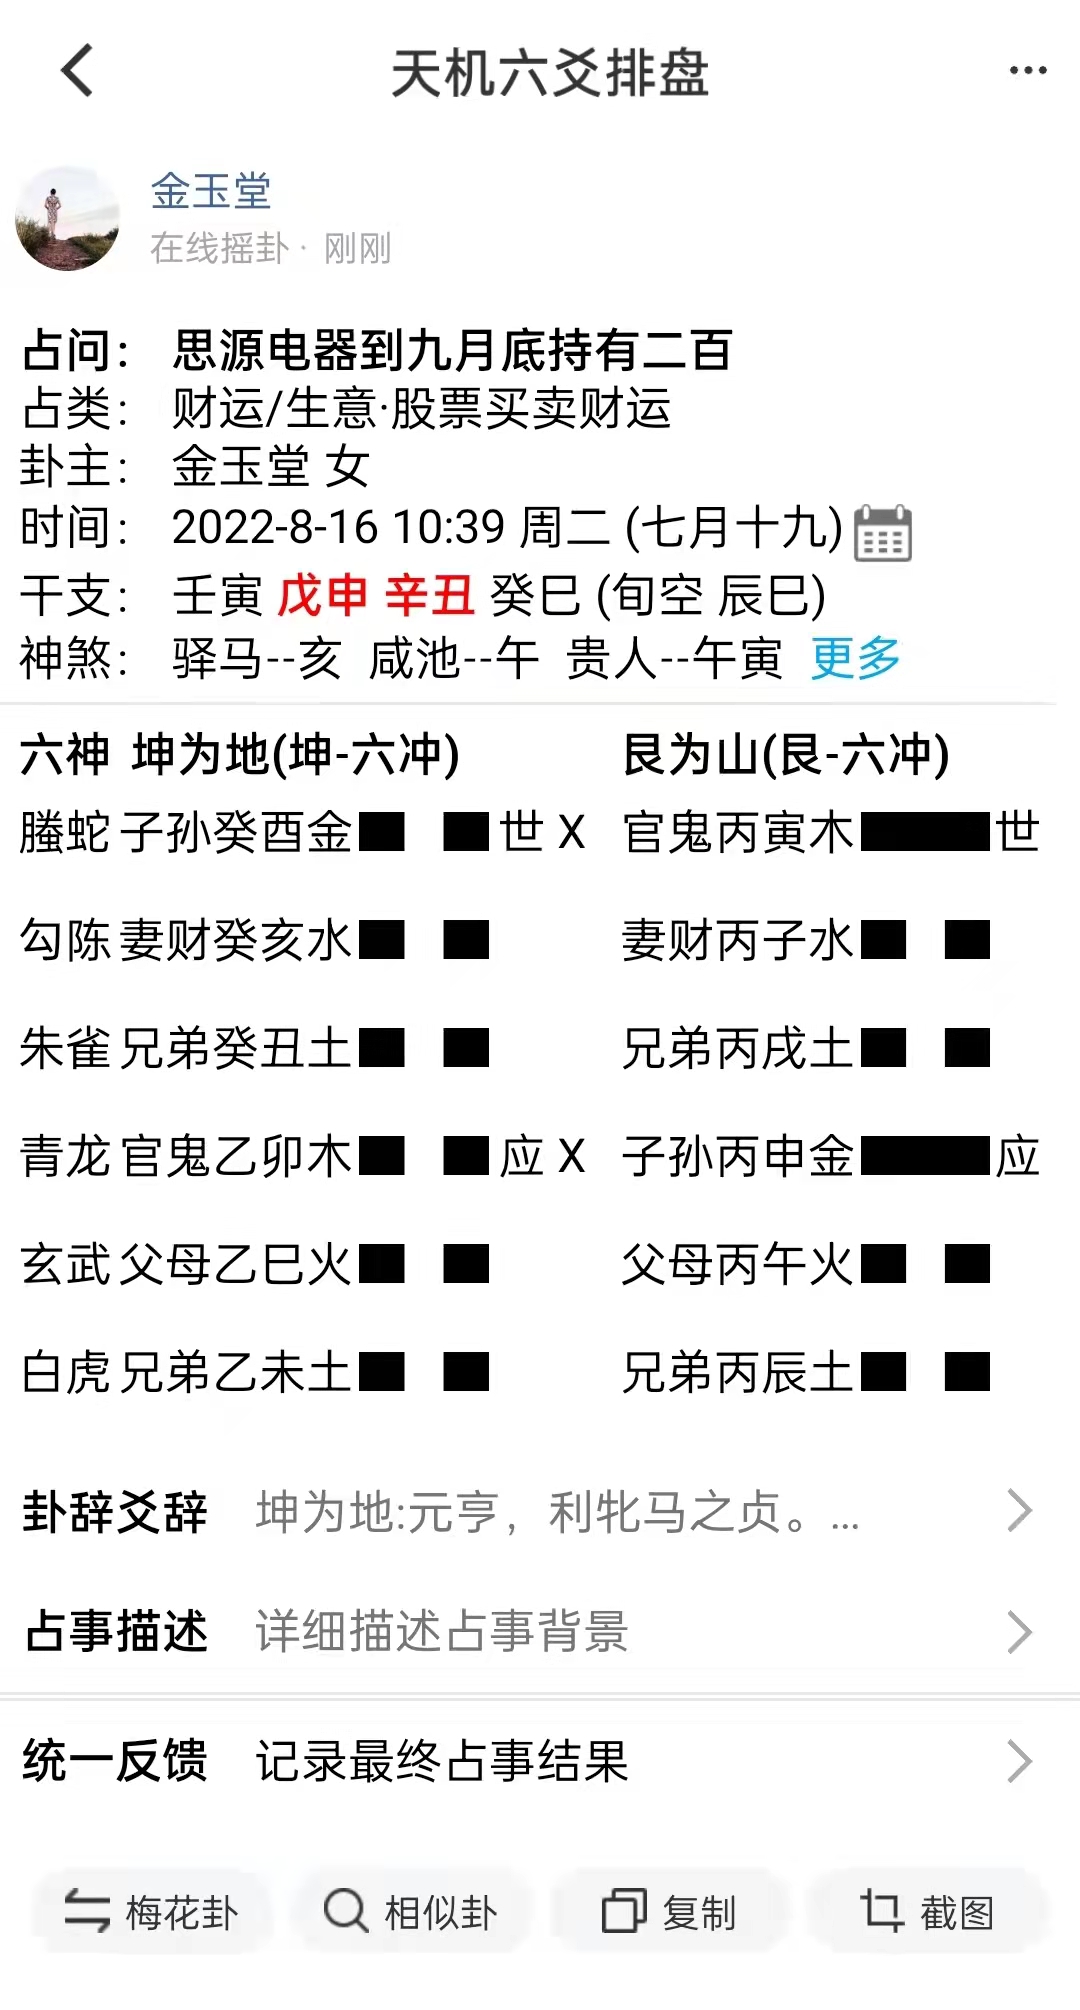 天机六爻排盘
金玉堂
在线摇卦· 刚刚
占问： 思源电器到九月底持有二百
占类： 财运/生意·股票买卖财运
卦主： 金玉堂 女
时间： 2022-8-16 10:39 周二 (七月十九)
干支： 壬寅 戊申 辛丑 癸巳 (旬空 辰巳)
神煞： 驿马--亥 咸池--午 贵人--午寅 更多
六神 坤为地(坤-六冲) 艮为山(艮-六冲)
螣蛇 子孙癸酉金 世 X 官鬼丙寅木 世
勾陈 妻财癸亥水 妻财丙子水
朱雀 兄弟癸丑土 兄弟丙戌土
青龙 官鬼乙卯木 应 X 子孙丙申金 应
玄武 父母乙巳火 父母丙午火
白虎 兄弟乙未土 兄弟丙辰土
卦辞爻辞 坤为地:元亨，利牝马之贞。...
占事描述 详细描述占事背景
统一反馈 记录最终占事结果
梅花卦 相似卦 复制 截图